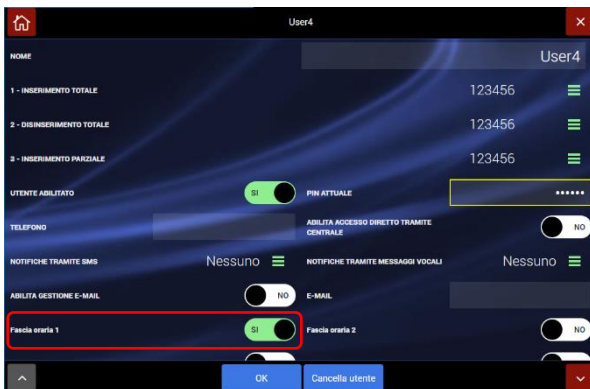 User4
NOME User4
1 - INSERIMENTO TOTALE 123456
2 - DISINSERIMENTO TOTALE 123456
3 - INSERIMENTO PARZIALE 123456
UTENTE ABILITATO SI PIN ATTUALE ••••••
TELEFONO ABILITA ACCESSO DIRETTO TRAMITE
CENTRALE NO
NOTIFICHE TRAMITE SMS Nessuno NOTIFICHE TRAMITE MESSAGGI VOCALI Nessuno
ABILITA GESTIONE E-MAIL NO E-MAIL
Fascia oraria 1 SI Fascia oraria 2 NO
OK Cancella utente